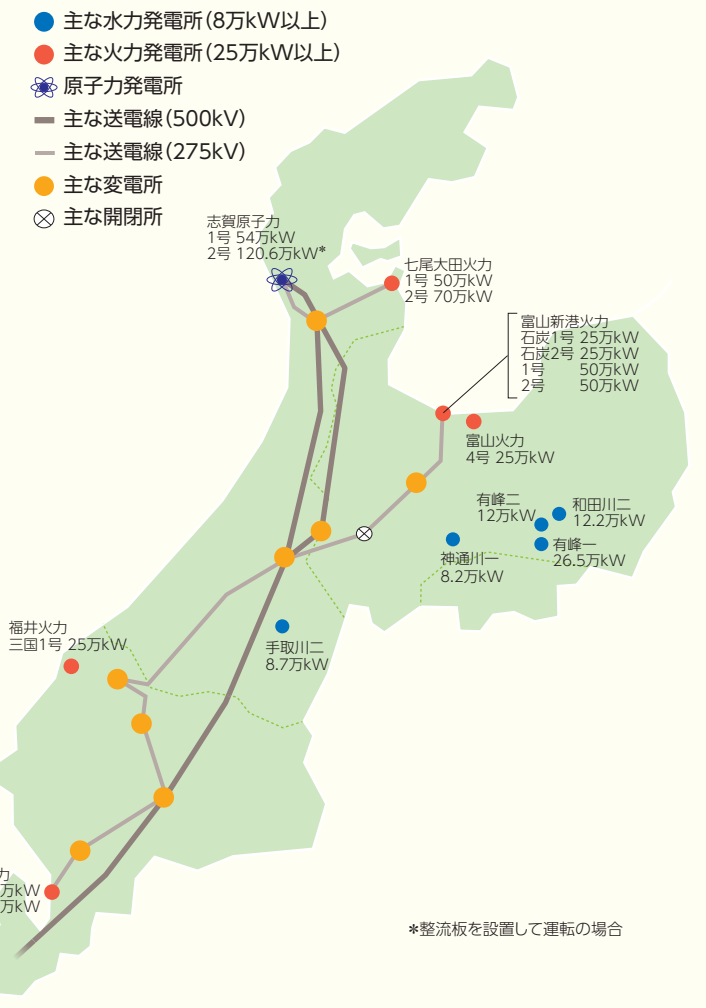 主な水力発電所(8万kW以上)
主な火力発電所(25万kW以上)
原子力発電所
主な送電線(500kV)
主な送電線(275kV)
主な変電所
主な開閉所
志賀原子力
1号 54万kW
2号 120.6万kW*
七尾大田火力
1号 50万kW
2号 70万kW
富山新港火力
石炭1号 25万kW
石炭2号 25万kW
1号 50万kW
2号 50万kW
富山火力
4号 25万kW
有峰二
12万kW
和田川二
12.2万kW
有峰一
26.5万kW
神通川一
8.2万kW
手取川二
8.7万kW
福井火力
三国1号 25万kW
力
万kW
万kW
*整流板を設置して運転の場合